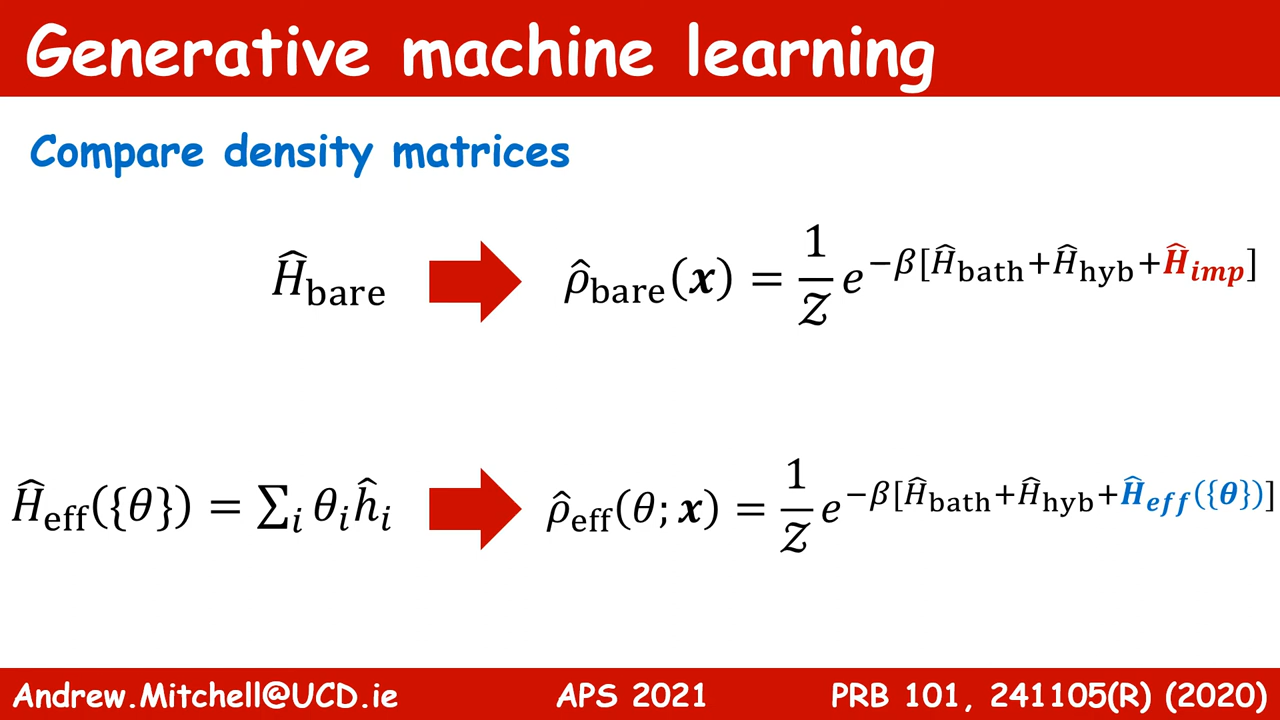 Generative machine learning
Compare density matrices
Ĥ_bare ρ̂_bare(𝒙) = 1/𝒵 e^{−β[Ĥ_bath+Ĥ_hyb+Ĥ_imp]}
Ĥ_eff({θ}) = ∑_i θ_i ĥ_i ρ̂_eff(θ; 𝒙) = 1/𝒵 e^{−β[Ĥ_bath+Ĥ_hyb+Ĥ_eff({θ})]}
Andrew.Mitchell@UCD.ie APS 2021 PRB 101, 241105(R) (2020)